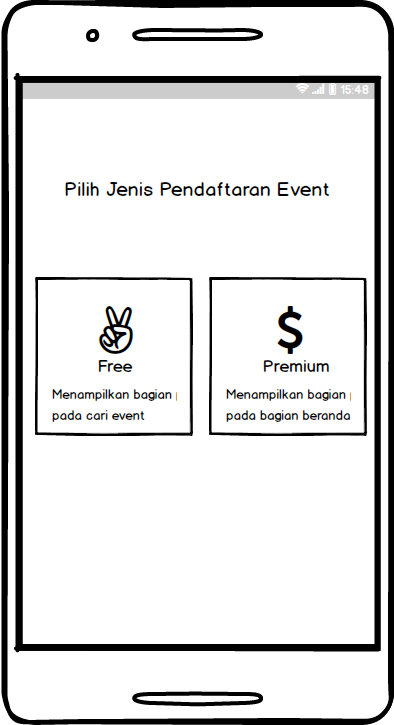 15:48
Pilih Jenis Pendaftaran Event
$
Free
Premium
Menampilkan bagian
pada cari event
Menampilkan bagian
pada bagian beranda